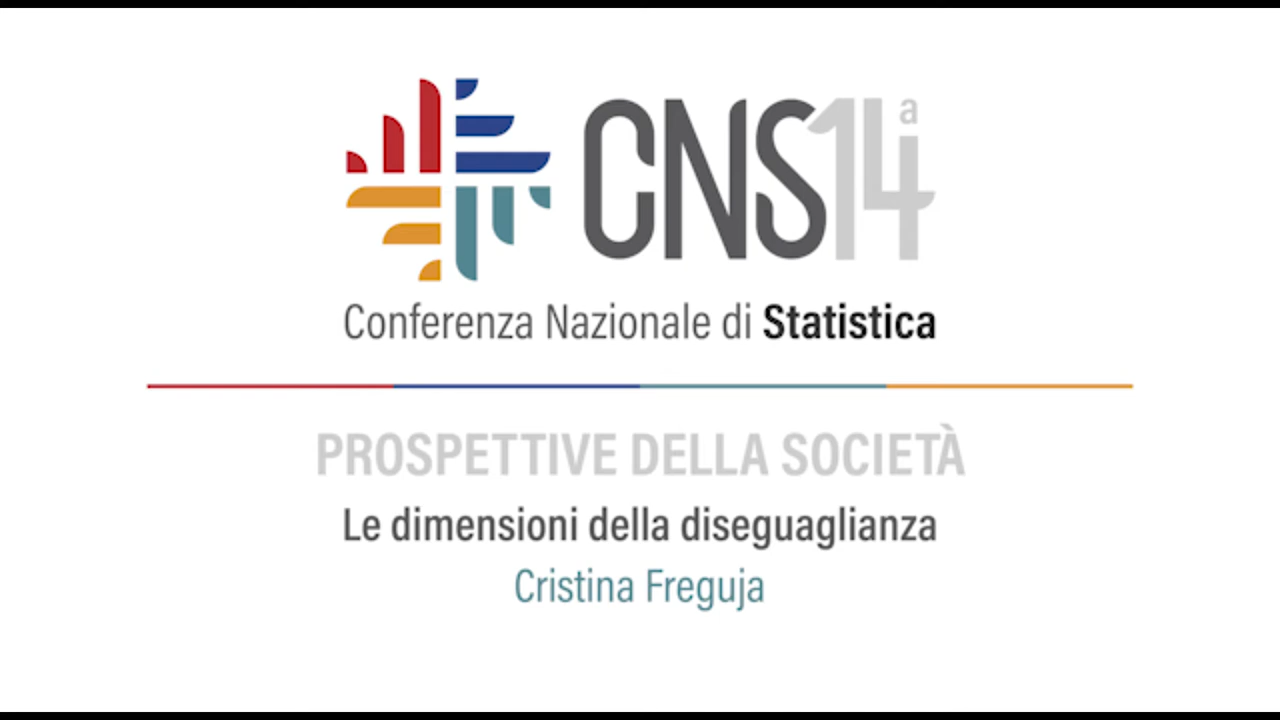 CNS14ª
Conferenza Nazionale di Statistica
PROSPETTIVE DELLA SOCIETÀ
Le dimensioni della diseguaglianza
Cristina Freguja